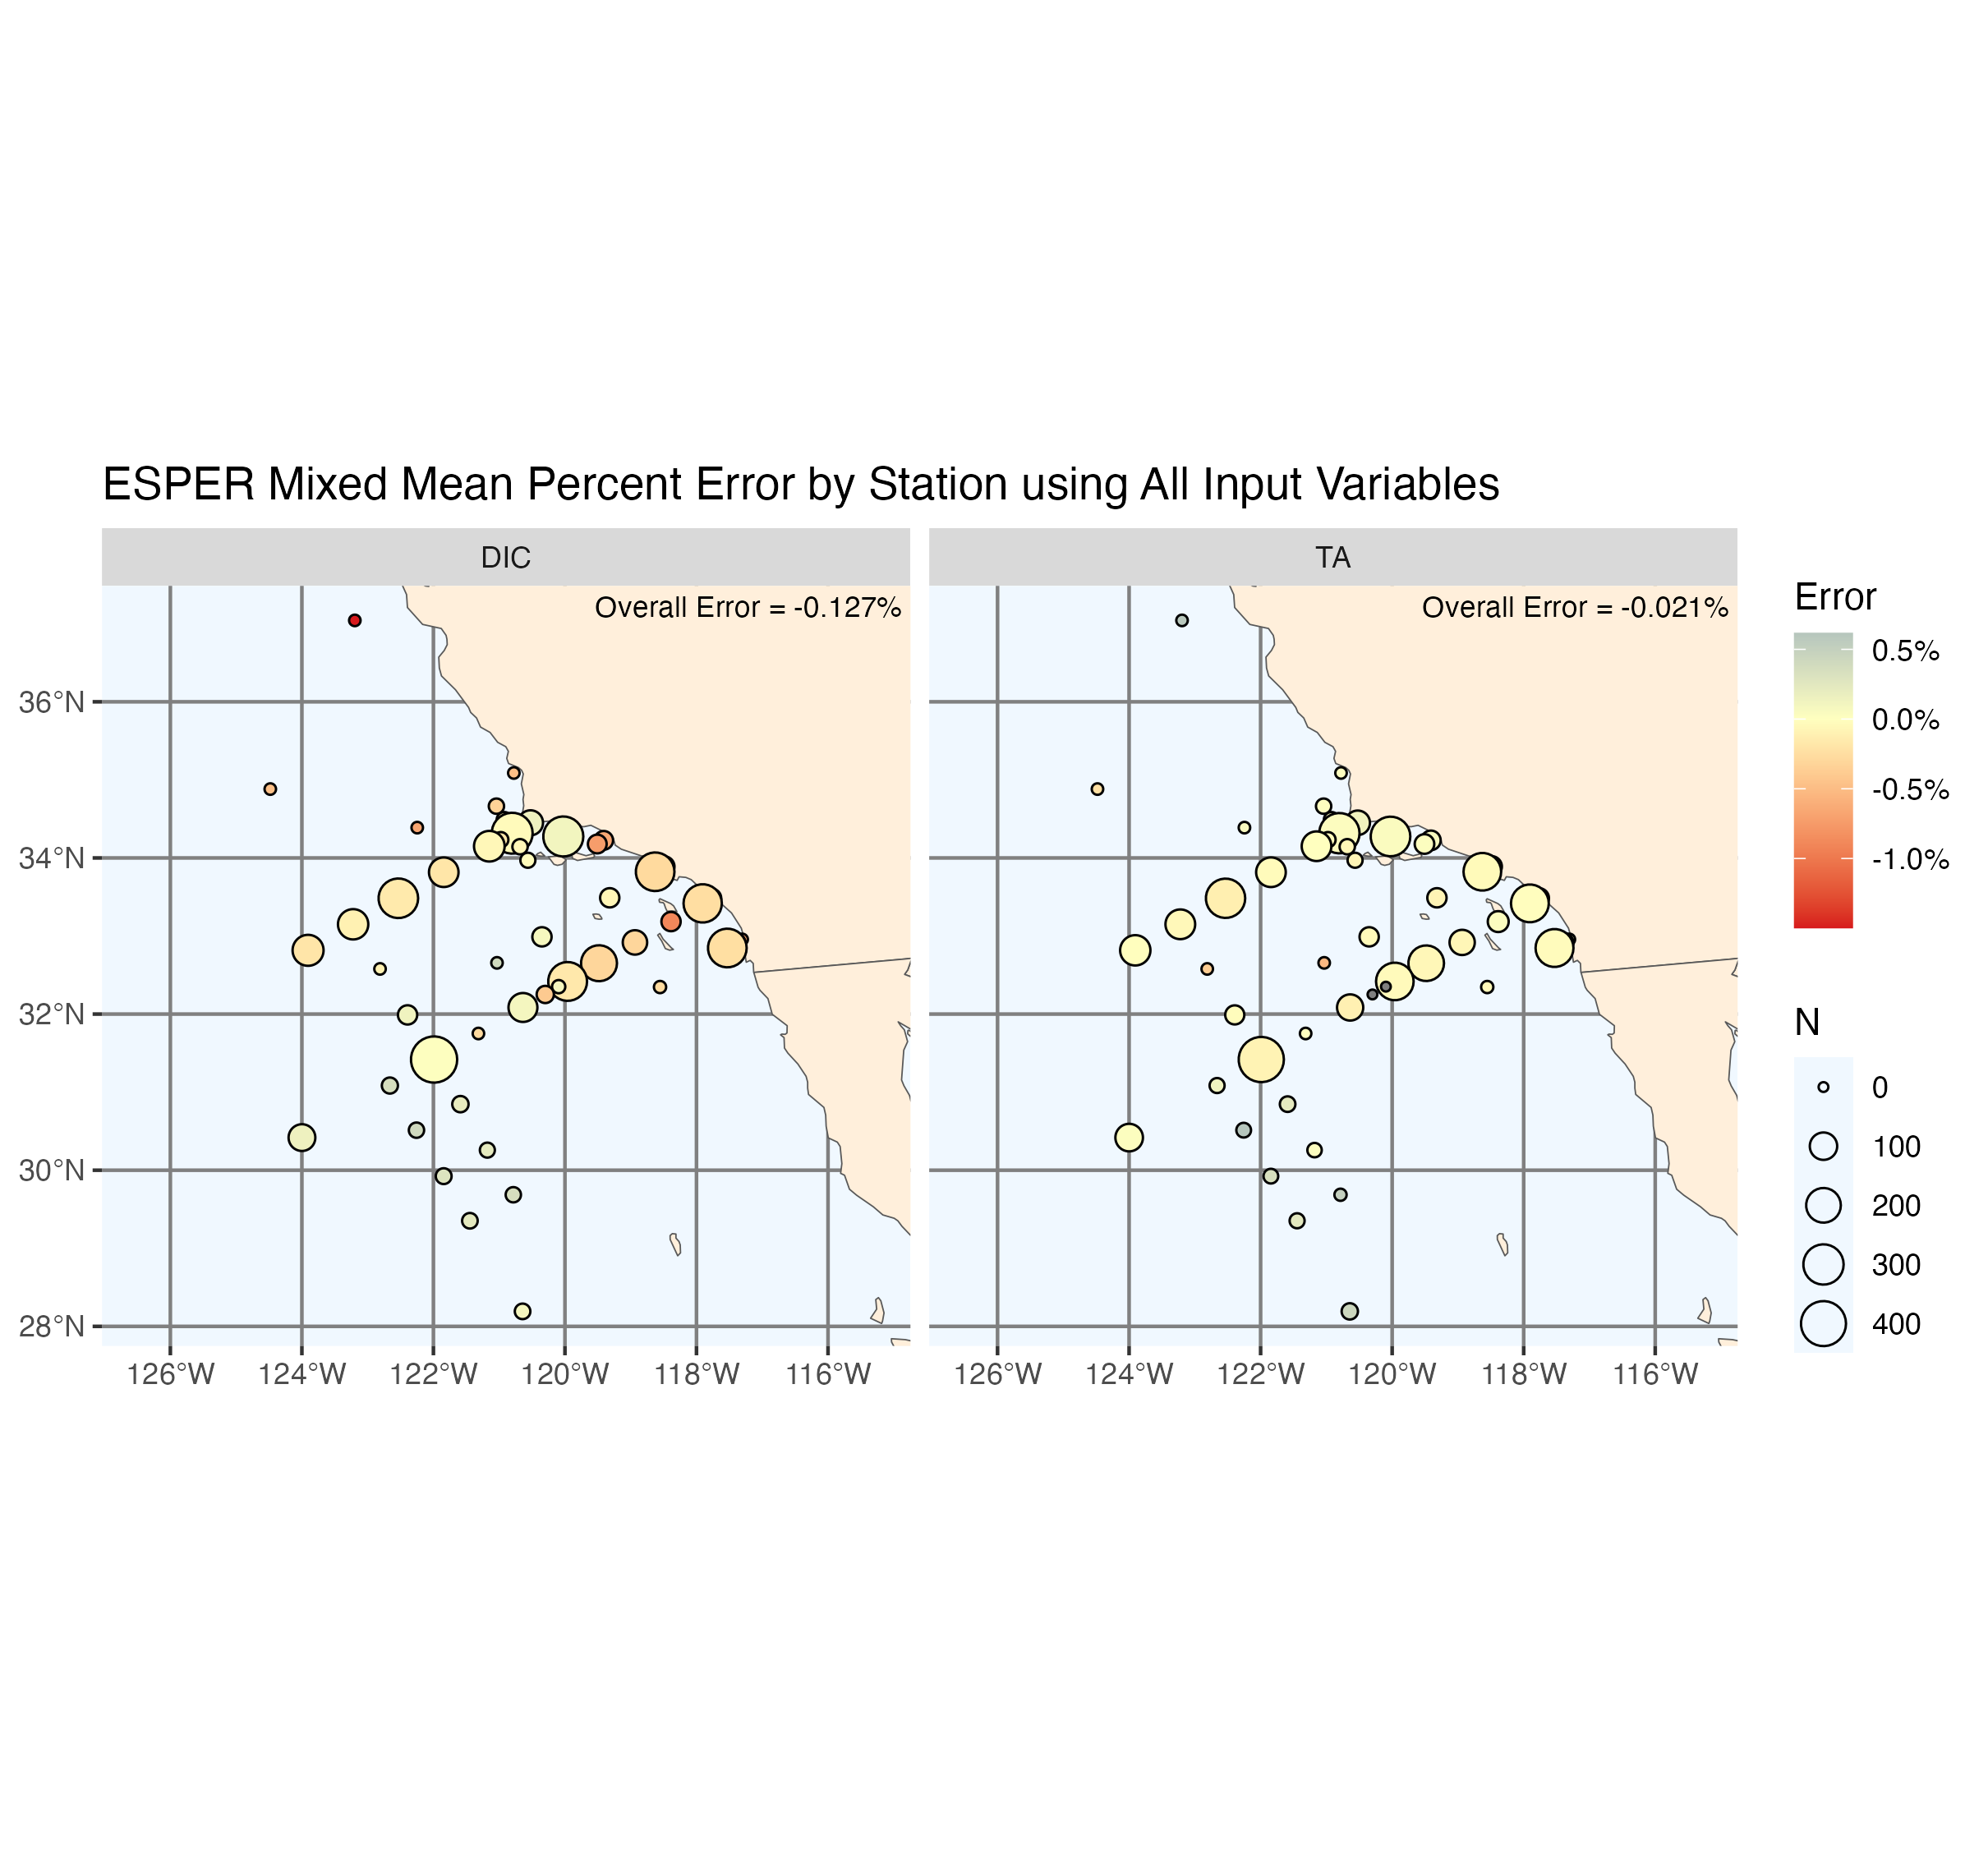 ESPER Mixed Mean Percent Error by Station using All Input Variables
DIC
TA
Overall Error = -0.127%
Overall Error = -0.021%
36°N
34°N
32°N
30°N
28°N
126°W 124°W 122°W 120°W 118°W 116°W
126°W 124°W 122°W 120°W 118°W 116°W
Error
0.5%
0.0%
-0.5%
-1.0%
N
0
100
200
300
400